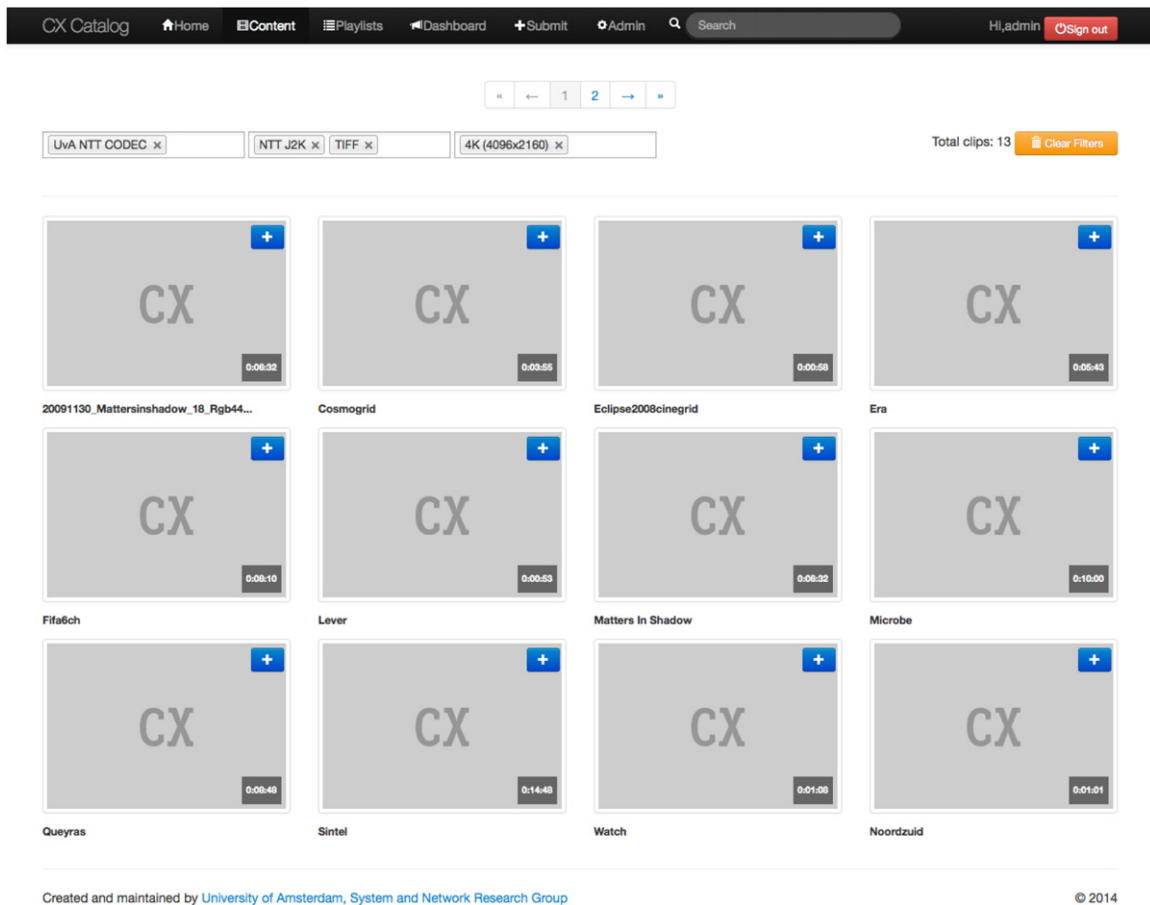 CX Catalog Home Content Playlists Dashboard Submit Admin Search Hi,admin Sign out
« ← 1 2 → »
UvA NTT CODEC × NTT J2K × TIFF × 4K (4096x2160) × Total clips: 13 Clear Filters
+ + + +
CX CX CX CX
0:06:32 0:03:55 0:00:58 0:05:43
20091130_Mattersinshadow_18_Rgb44... Cosmogrid Eclipse2008cinegrid Era
+ + + +
CX CX CX CX
0:08:10 0:00:53 0:06:32 0:10:00
Fifa6ch Lever Matters In Shadow Microbe
+ + + +
CX CX CX CX
0:08:48 0:14:48 0:01:08 0:01:01
Queyras Sintel Watch Noordzuid
Created and maintained by University of Amsterdam, System and Network Research Group © 2014